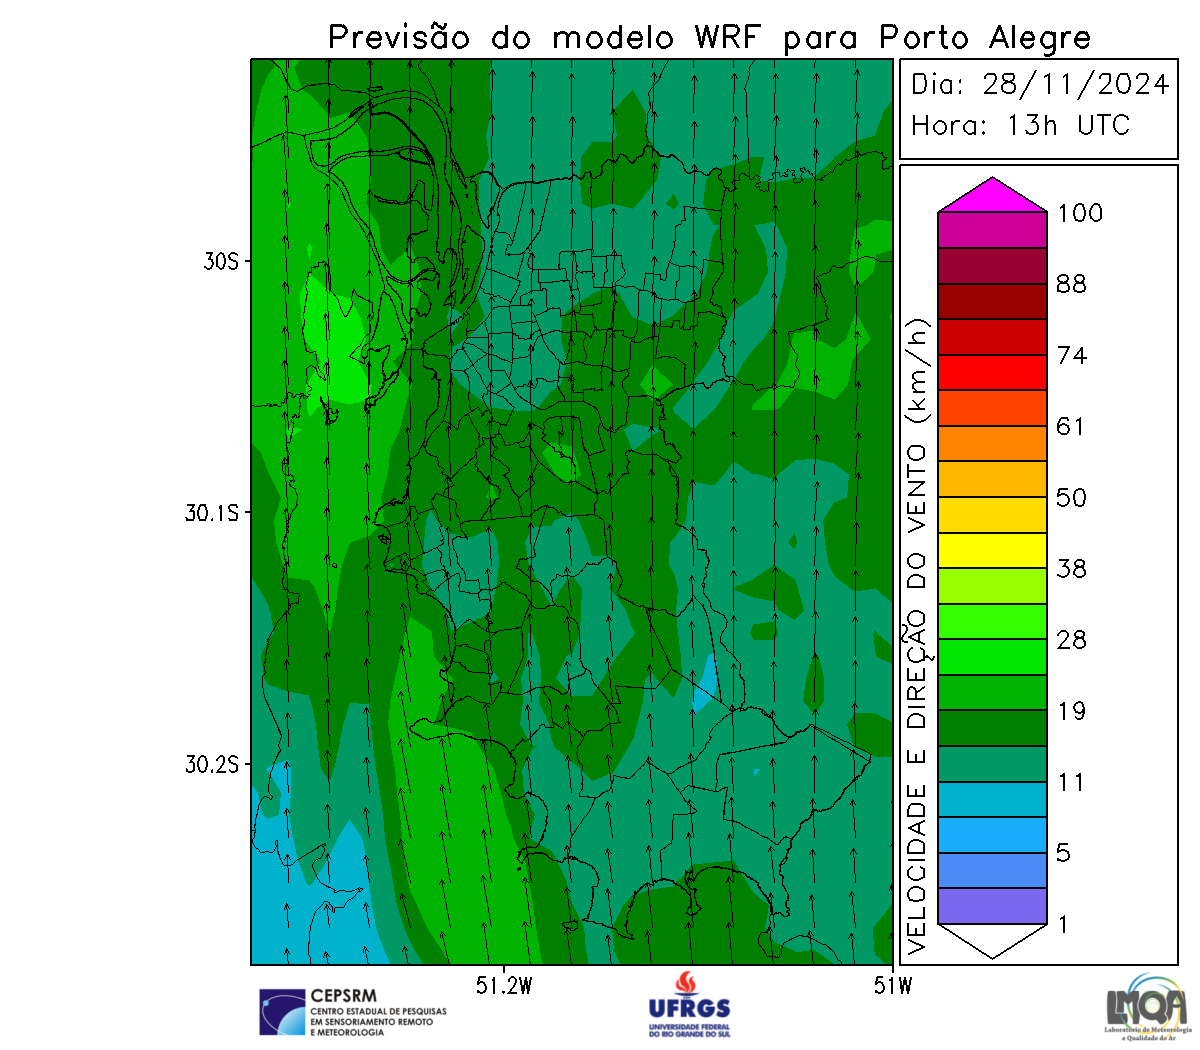 Previsão do modelo WRF para Porto Alegre
Dia: 28/11/2024
Hora: 13h UTC
30S
30.1S
30.2S
51.2W
51W
VELOCIDADE E DIREÇÃO DO VENTO (km/h)
100
88
74
61
50
38
28
19
11
5
1
CEPSRM
CENTRO ESTADUAL DE PESQUISAS
EM SENSORIAMENTO REMOTO
E METEOROLOGIA
UFRGS
UNIVERSIDADE FEDERAL
DO RIO GRANDE DO SUL
LMQA
Laboratório de Meteorologia
e Qualidade do Ar